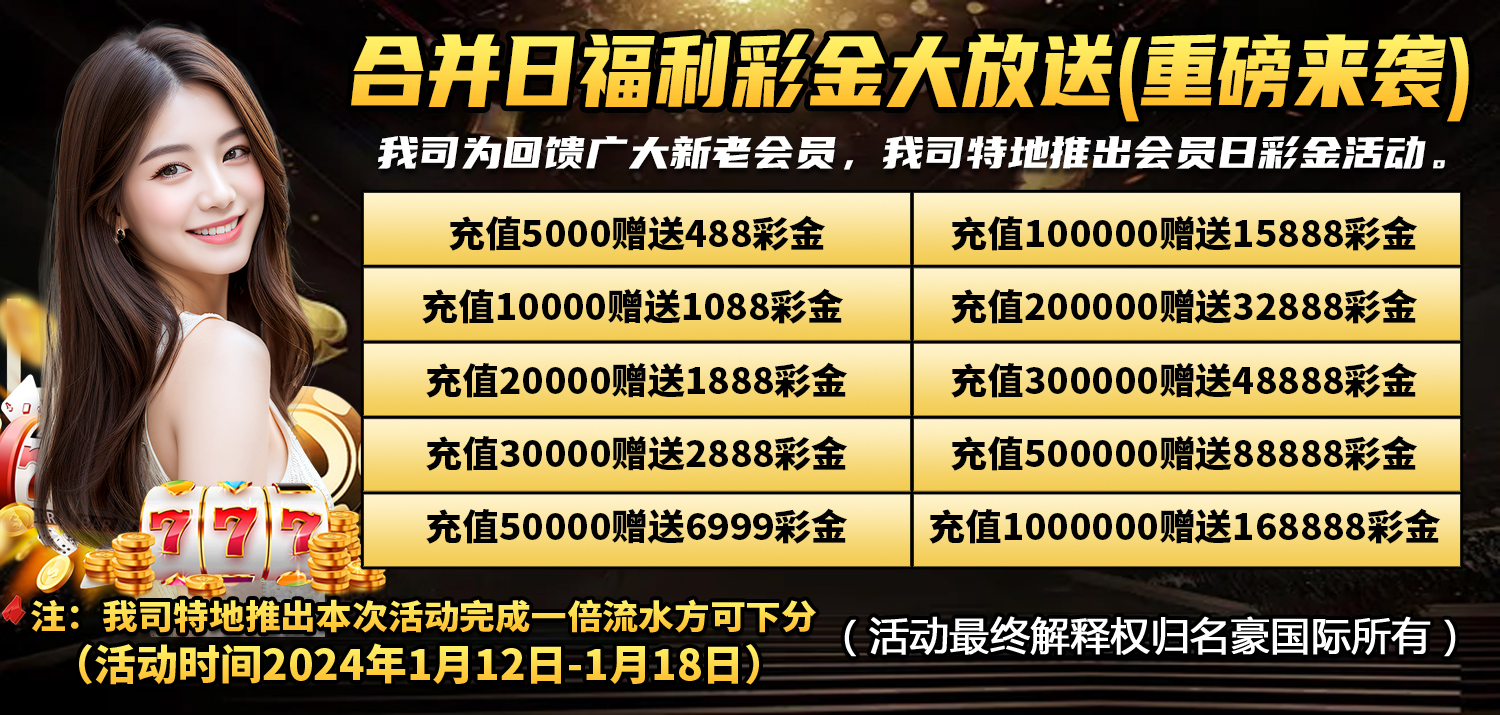 合并日福利彩金大放送(重磅来袭)
我司为回馈广大新老会员，我司特地推出会员日彩金活动。
充值5000赠送488彩金
充值100000赠送15888彩金
充值10000赠送1088彩金
充值200000赠送32888彩金
充值20000赠送1888彩金
充值300000赠送48888彩金
充值30000赠送2888彩金
充值500000赠送88888彩金
充值50000赠送6999彩金
充值1000000赠送168888彩金
777
注：我司特地推出本次活动完成一倍流水方可下分
（活动时间2024年1月12日-1月18日）
（活动最终解释权归名豪国际所有）